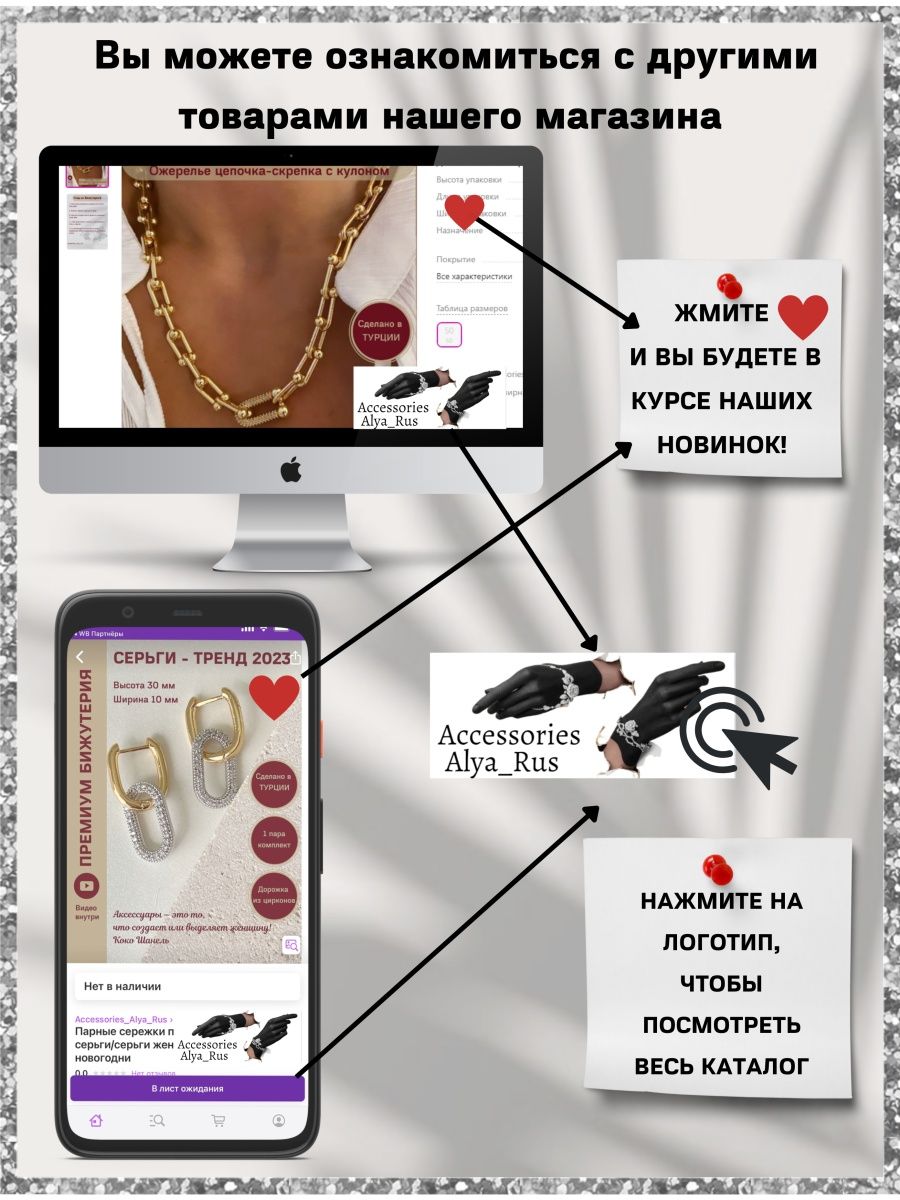 Вы можете ознакомиться с другими
товарами нашего магазина
Ожерелье цепочка-скрепка с кулоном
Высота упаковки
Назначение
Покрытие
Все характеристики
Таблица размеров
50
Сделано в
ТУРЦИИ
Accessories
Alya_Rus
ЖМИТЕ
И ВЫ БУДЕТЕ В
КУРСЕ НАШИХ
НОВИНОК!
WB Партнёры
СЕРЬГИ - ТРЕНД 2023
Высота 30 мм
Ширина 10 мм
ПРЕМИУМ БИЖУТЕРИЯ
Сделано в
ТУРЦИИ
1 пара
комплект
Дорожка
из цирконов
Видео
внутри
Аксессуары – это то,
что создает или выделяет женщину!
Коко Шанель
Нет в наличии
Accessories_Alya_Rus ›
Парные сережки п
серьги/серьги жен
новогодни
Accessories
Alya_Rus
0,0 Нет отзывов
В лист ожидания
Accessories
Alya_Rus
НАЖМИТЕ НА
ЛОГОТИП,
ЧТОБЫ
ПОСМОТРЕТЬ
ВЕСЬ КАТАЛОГ